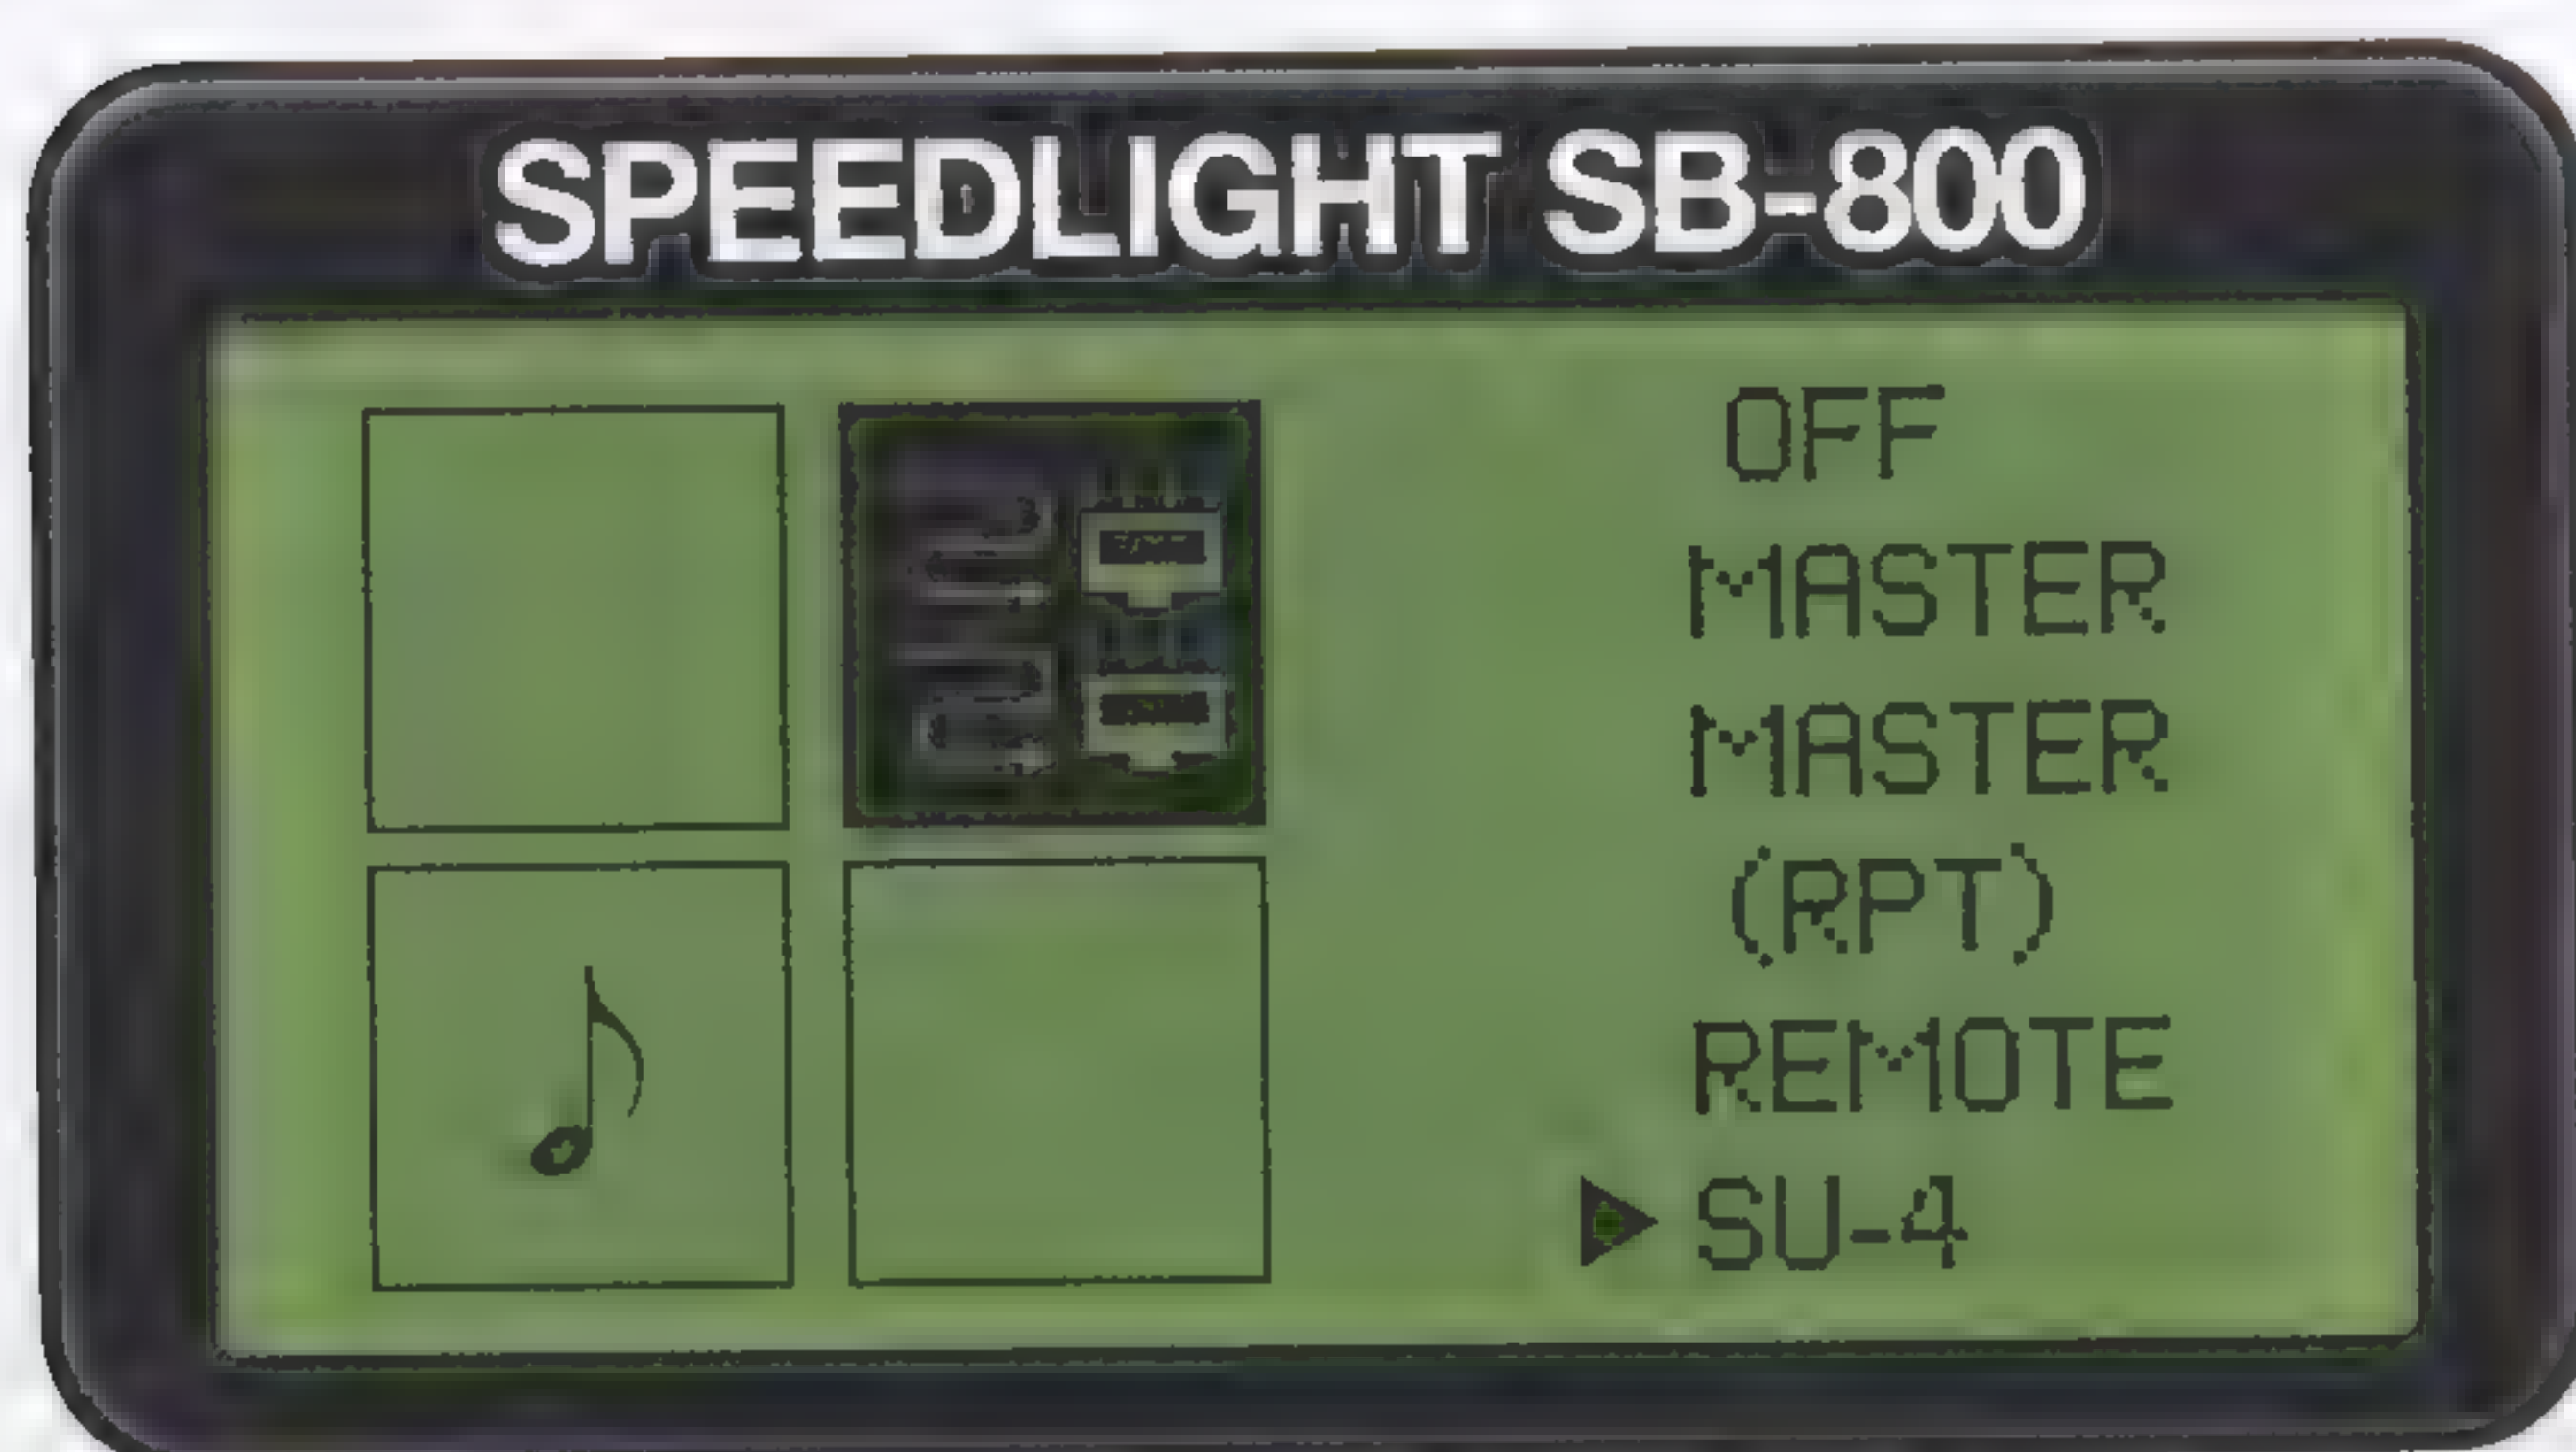 SPEEDLIGHT SB-800
OFF
MASTER
MASTER
(RPT)
REMOTE
SU-4